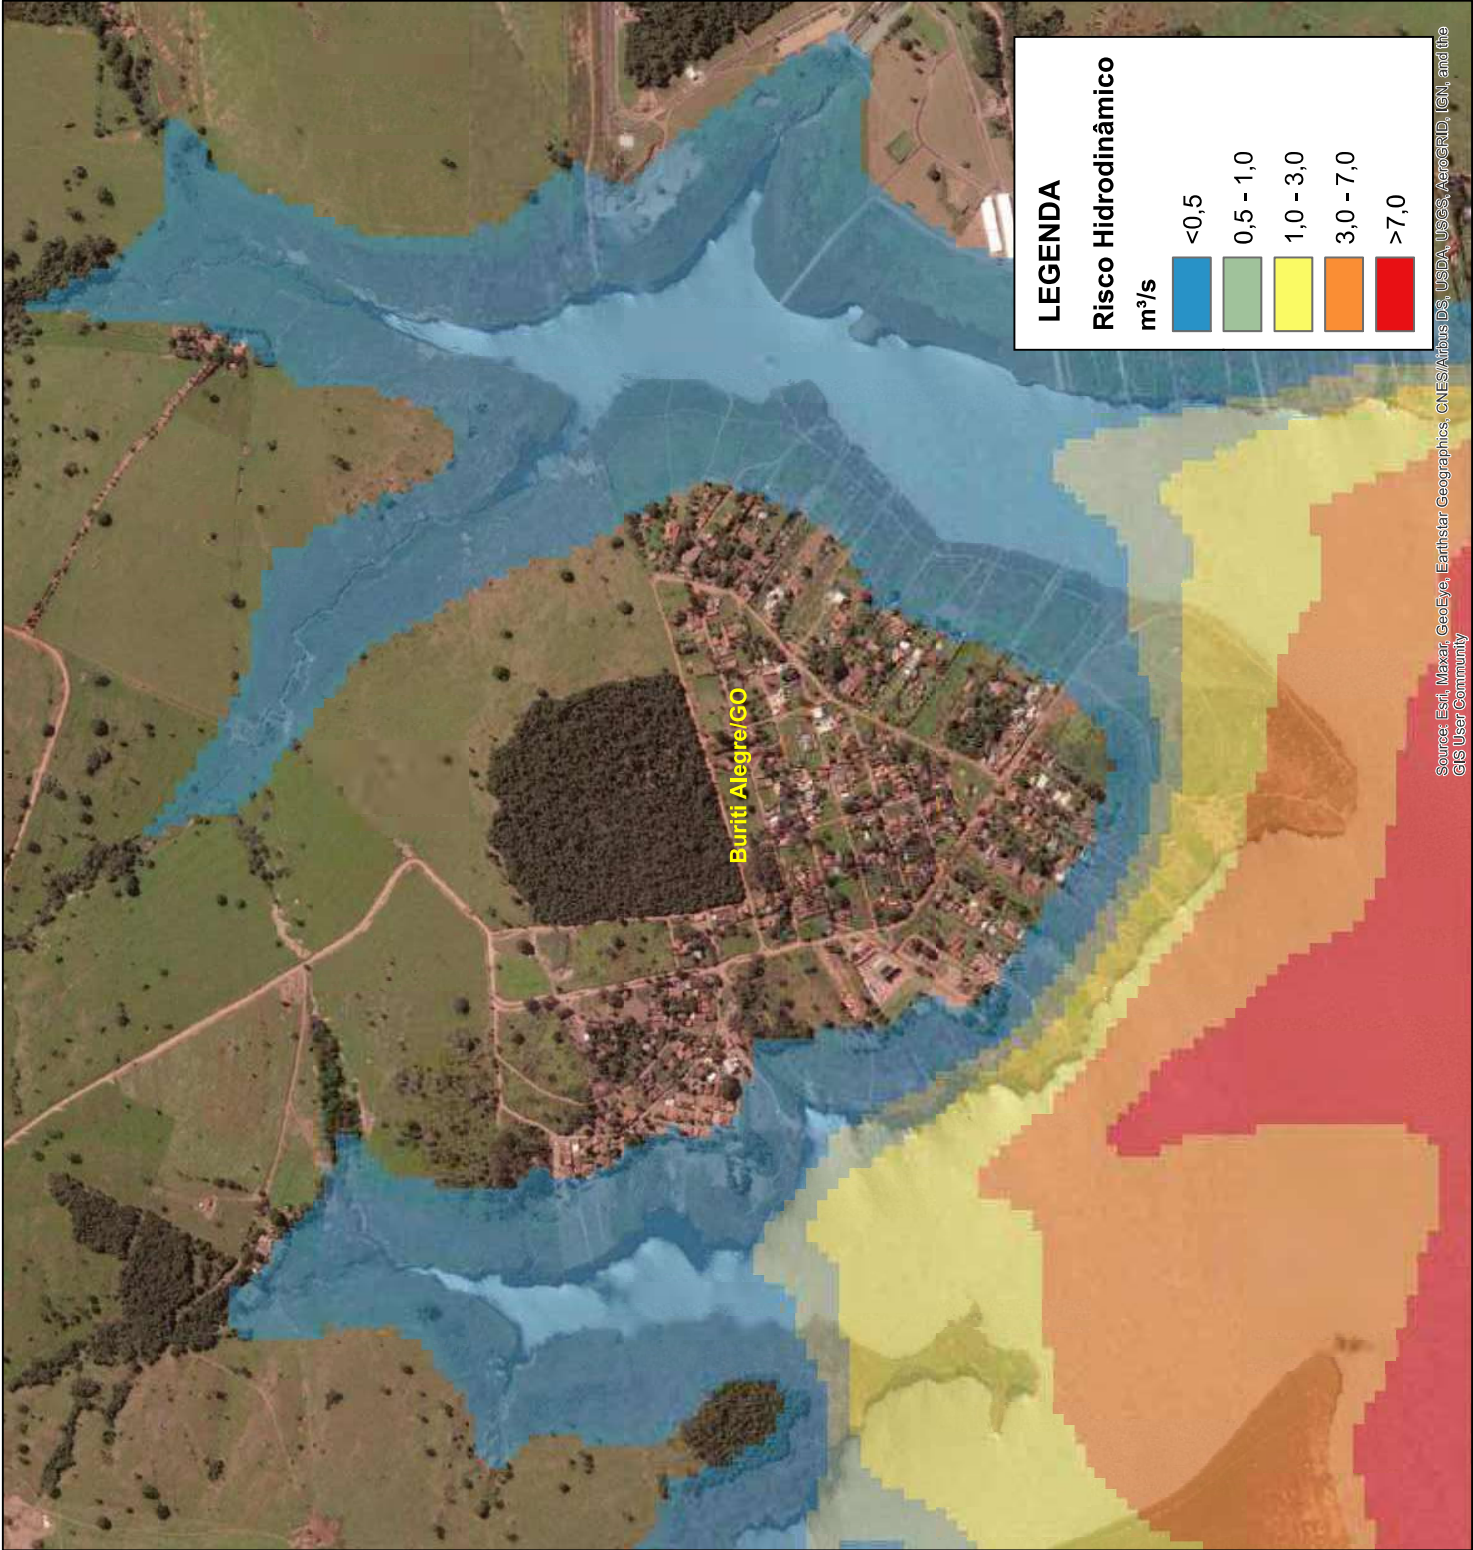 Buriti Alegre/GO
LEGENDA
Risco Hidrodinâmico
m³/s
<0,5
0,5 - 1,0
1,0 - 3,0
3,0 - 7,0
>7,0
Source: Esri, Maxar, GeoEye, Earthstar Geographics, CNES/Airbus DS, USDA, USGS, AeroGRID, IGN, and the
GIS User Community